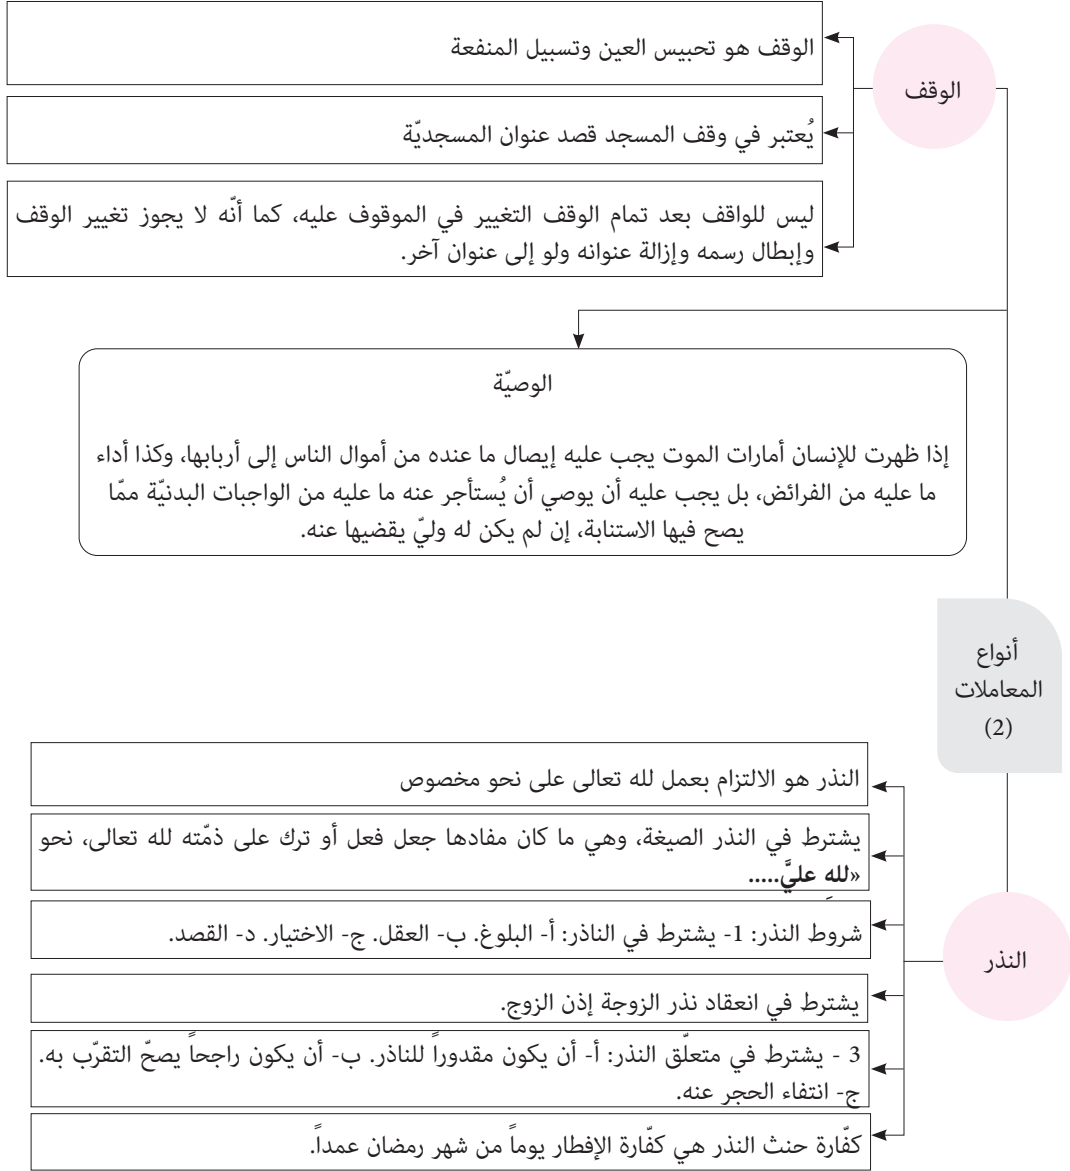 الوقف
الوقف هو تحبيس العين وتسبيل المنفعة
يُعتبر في وقف المسجد قصد عنوان المسجديّة
ليس للواقف بعد تمام الوقف التغيير في الموقوف عليه، كما أنّه لا يجوز تغيير الوقف
وإبطال رسمه وإزالة عنوانه ولو إلى عنوان آخر.
الوصيّة
إذا ظهرت للإنسان أمارات الموت يجب عليه إيصال ما عنده من أموال الناس إلى أربابها، وكذا أداء
ما عليه من الفرائض، بل يجب عليه أن يوصي أن يُستأجر عنه ما عليه من الواجبات البدنيّة ممّا
يصح فيها الاستنابة، إن لم يكن له وليّ يقضيها عنه.
أنواع
المعاملات
(2)
النذر هو الالتزام بعمل لله تعالى على نحو مخصوص
يشترط في النذر الصيغة، وهي ما كان مفادها جعل فعل أو ترك على ذمّته لله تعالى، نحو
«لله عليَّ.....
شروط النذر: 1- يشترط في الناذر: أ- البلوغ. ب- العقل. ج- الاختيار. د- القصد.
النذر
يشترط في انعقاد نذر الزوجة إذن الزوج.
3 - يشترط في متعلّق النذر: أ- أن يكون مقدوراً للناذر. ب- أن يكون راجحاً يصحّ التقرّب به.
ج- انتفاء الحجر عنه.
كفّارة حنث النذر هي كفّارة الإفطار يوماً من شهر رمضان عمداً.